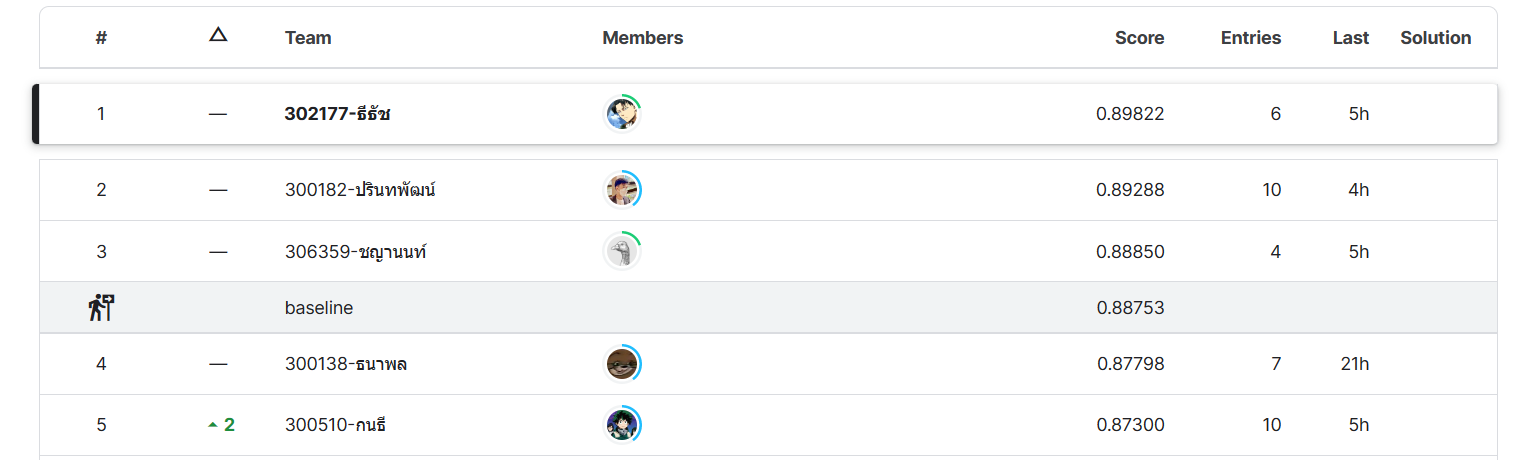 # △ Team Members Score Entries Last Solution
1 — 302177-ธีธัช 0.89822 6 5h
2 — 300182-ปรินทพัฒน์ 0.89288 10 4h
3 — 306359-ชญานนท์ 0.88850 4 5h
baseline 0.88753
4 — 300138-ธนาพล 0.87798 7 21h
5 2 300510-กนธี 0.87300 10 5h